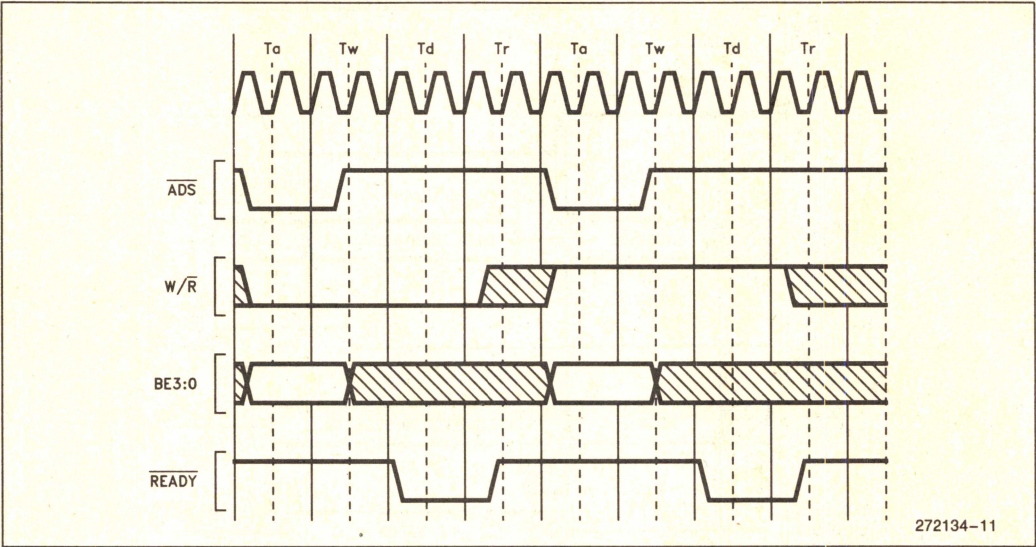 Ta Tw Td Tr Ta Tw Td Tr
ADS
W/R
BE3:0
READY
272134-11